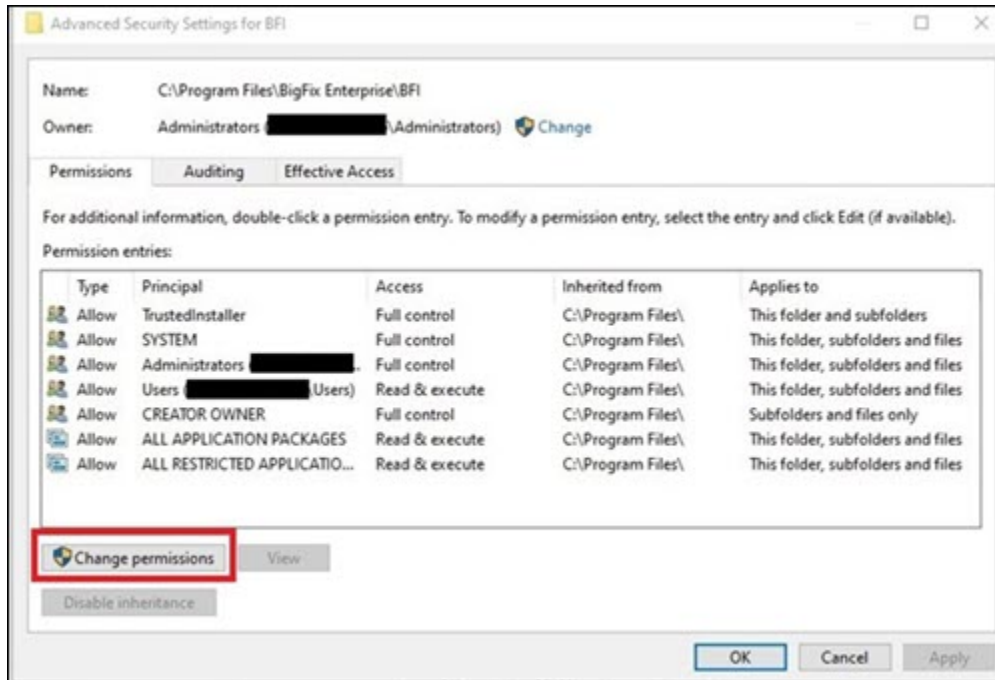 Advanced Security Settings for BFI
Name: C:\Program Files\BigFix Enterprise\BFI
Owner: Administrators ( \Administrators) Change
Permissions Auditing Effective Access
For additional information, double-click a permission entry. To modify a permission entry, select the entry and click Edit (if available).
Permission entries:
Type Principal Access Inherited from Applies to
Allow TrustedInstaller Full control C:\Program Files\ This folder and subfolders
Allow SYSTEM Full control C:\Program Files\ This folder, subfolders and files
Allow Administrators ( ... Full control C:\Program Files\ This folder, subfolders and files
Allow Users ( \Users) Read & execute C:\Program Files\ This folder, subfolders and files
Allow CREATOR OWNER Full control C:\Program Files\ Subfolders and files only
Allow ALL APPLICATION PACKAGES Read & execute C:\Program Files\ This folder, subfolders and files
Allow ALL RESTRICTED APPLICATIO... Read & execute C:\Program Files\ This folder, subfolders and files
Change permissions View
Disable inheritance
OK Cancel Apply